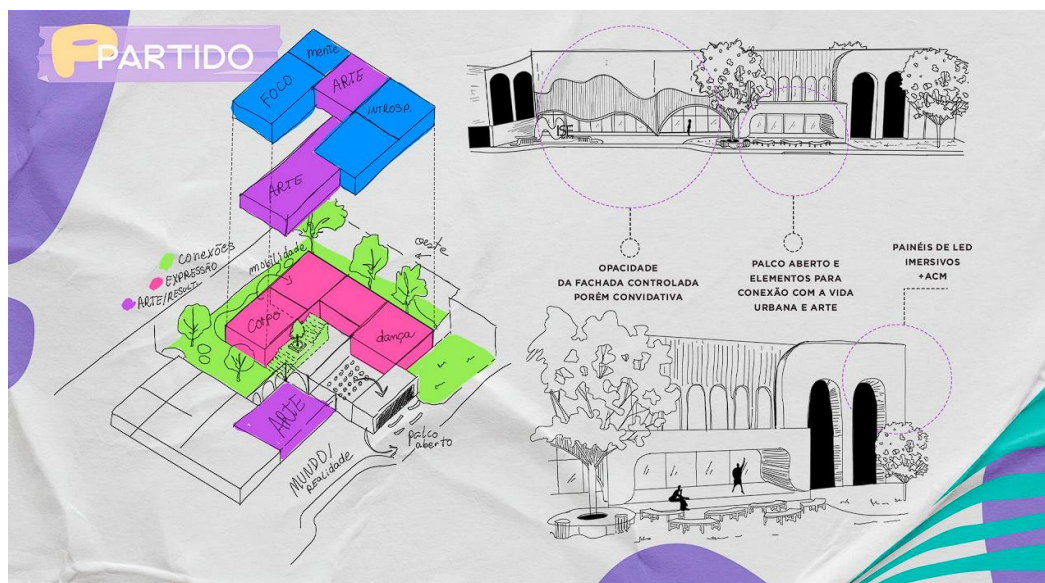 PARTIDO
mente
FOCO
ARTE
INTROSP.
ARTE
CONEXÕES
EXPRESSÃO
ARTE/RESULT.
mobilidade
oeste
CORPO
dança
ARTE
MUNDO/
Realidade
palco
aberto
ISE
OPACIDADE
DA FACHADA CONTROLADA
PORÉM CONVIDATIVA
PALCO ABERTO E
ELEMENTOS PARA
CONEXÃO COM A VIDA
URBANA E ARTE
PAINÉIS DE LED
IMERSIVOS
+ACM